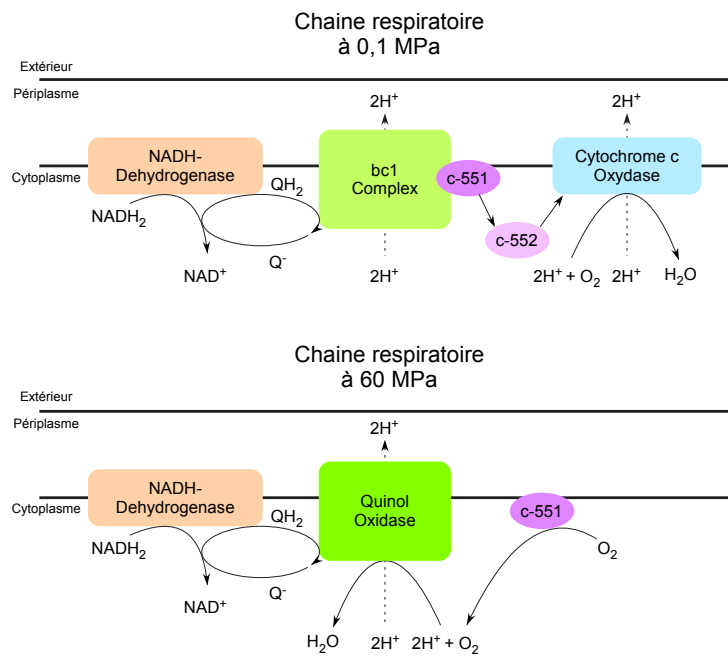 Chaine respiratoire
à 0,1 MPa
Extérieur
Périplasme
2H⁺
2H⁺
NADH-
Dehydrogenase
bc1
Complex
Cytochrome c
Oxydase
Cytoplasme
c-551
QH₂
NADH₂
c-552
Q⁻
NAD⁺
2H⁺
2H⁺ + O₂
2H⁺
H₂O
Chaine respiratoire
à 60 MPa
Extérieur
Périplasme
2H⁺
NADH-
Dehydrogenase
Quinol
Oxidase
Cytoplasme
c-551
QH₂
NADH₂
O₂
Q⁻
NAD⁺
H₂O
2H⁺
2H⁺ + O₂